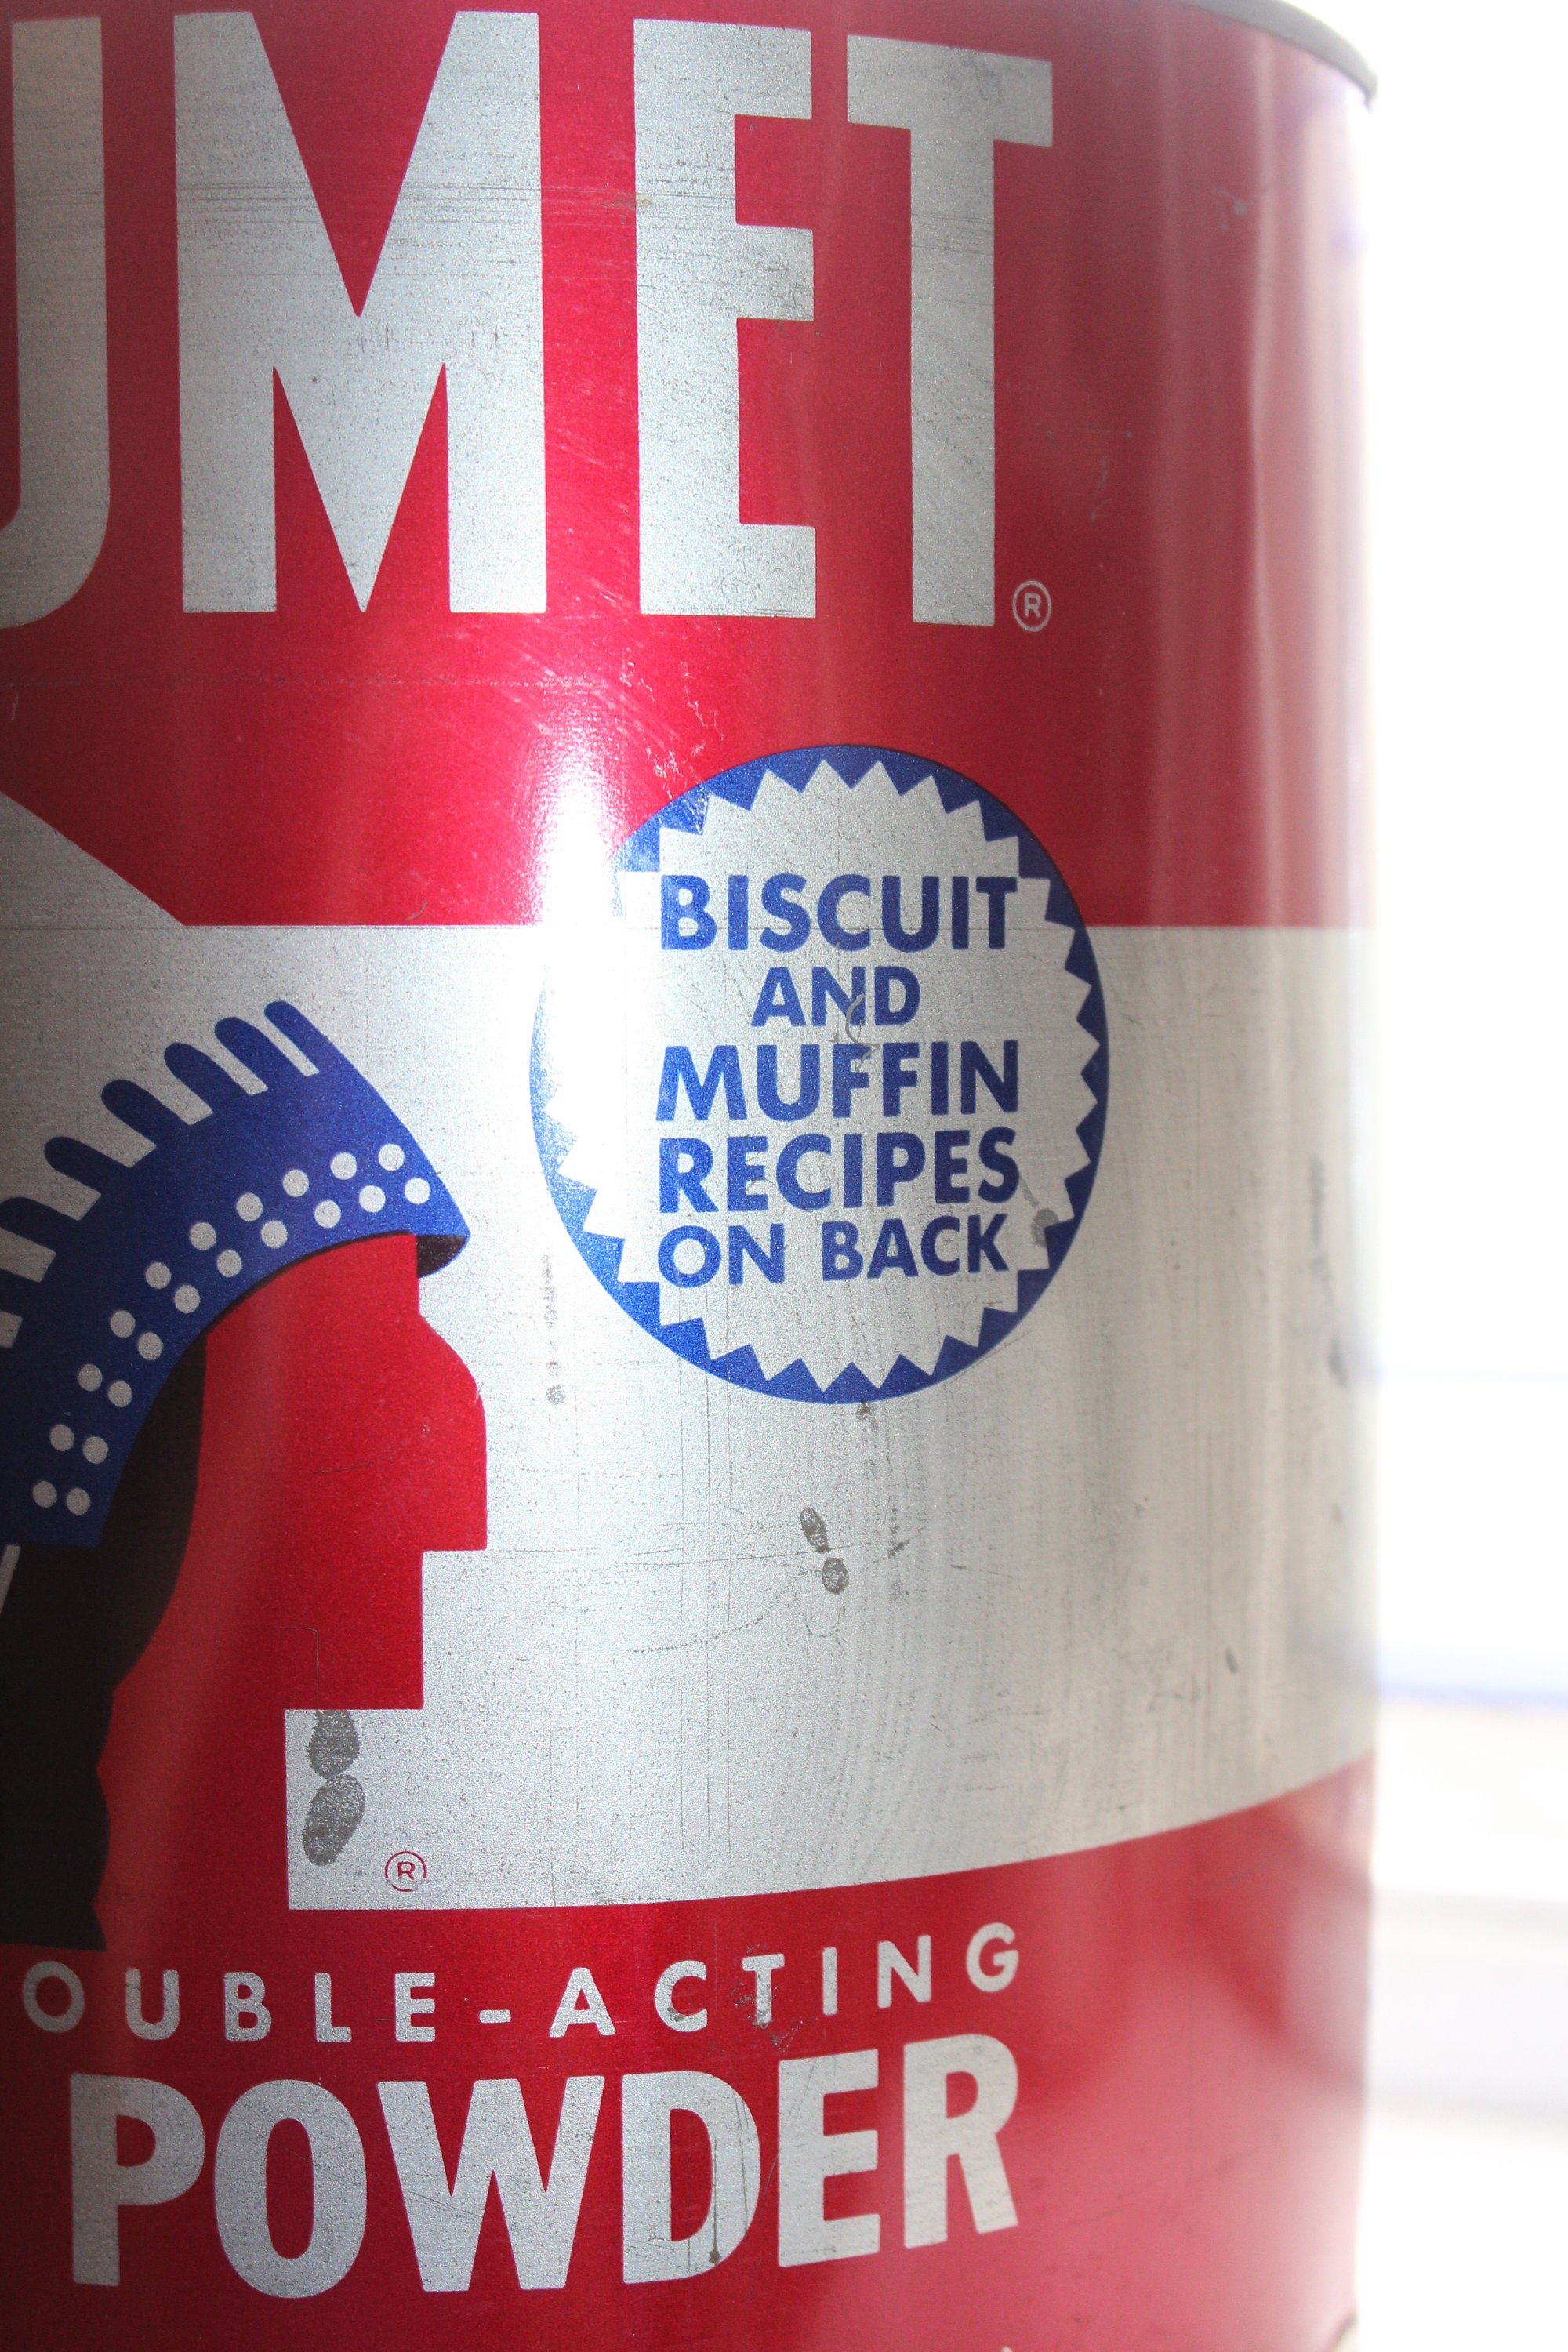 UMET®
BISCUIT
AND
MUFFIN
RECIPES
ON BACK
®
OUBLE-ACTING
POWDER